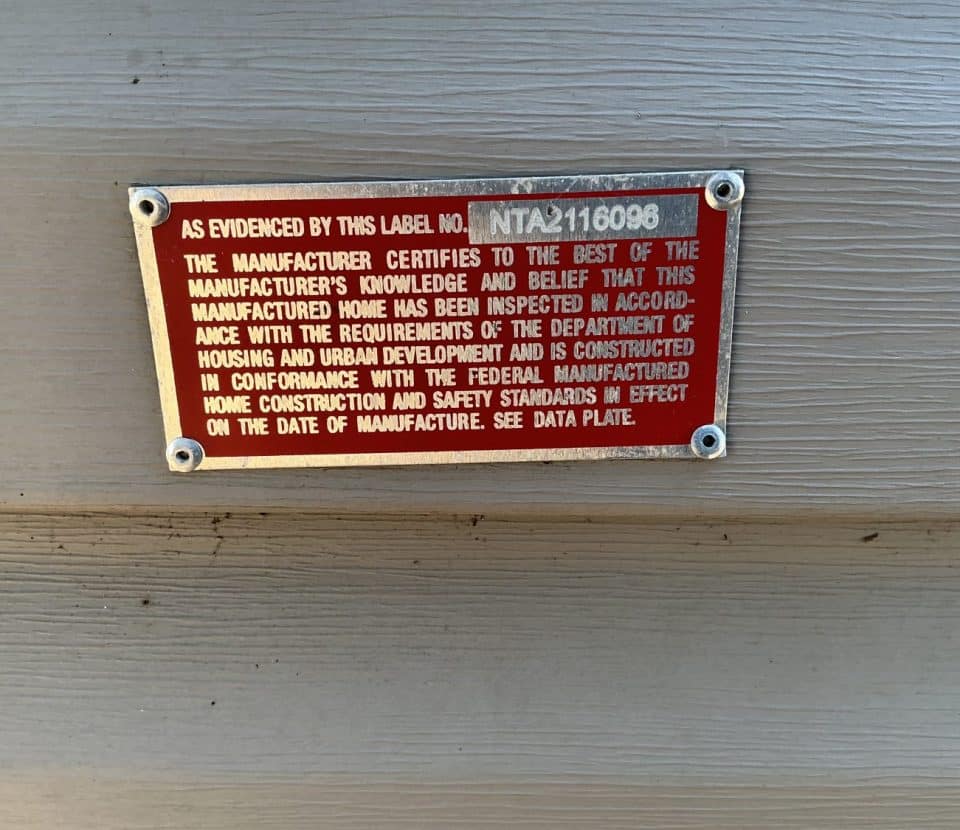 AS EVIDENCED BY THIS LABEL NO. NTA2116096
THE MANUFACTURER CERTIFIES TO THE BEST OF THE
MANUFACTURER'S KNOWLEDGE AND BELIEF THAT THIS
MANUFACTURED HOME HAS BEEN INSPECTED IN ACCORD-
ANCE WITH THE REQUIREMENTS OF THE DEPARTMENT OF
HOUSING AND URBAN DEVELOPMENT AND IS CONSTRUCTED
IN CONFORMANCE WITH THE FEDERAL MANUFACTURED
HOME CONSTRUCTION AND SAFETY STANDARDS IN EFFECT
ON THE DATE OF MANUFACTURE. SEE DATA PLATE.